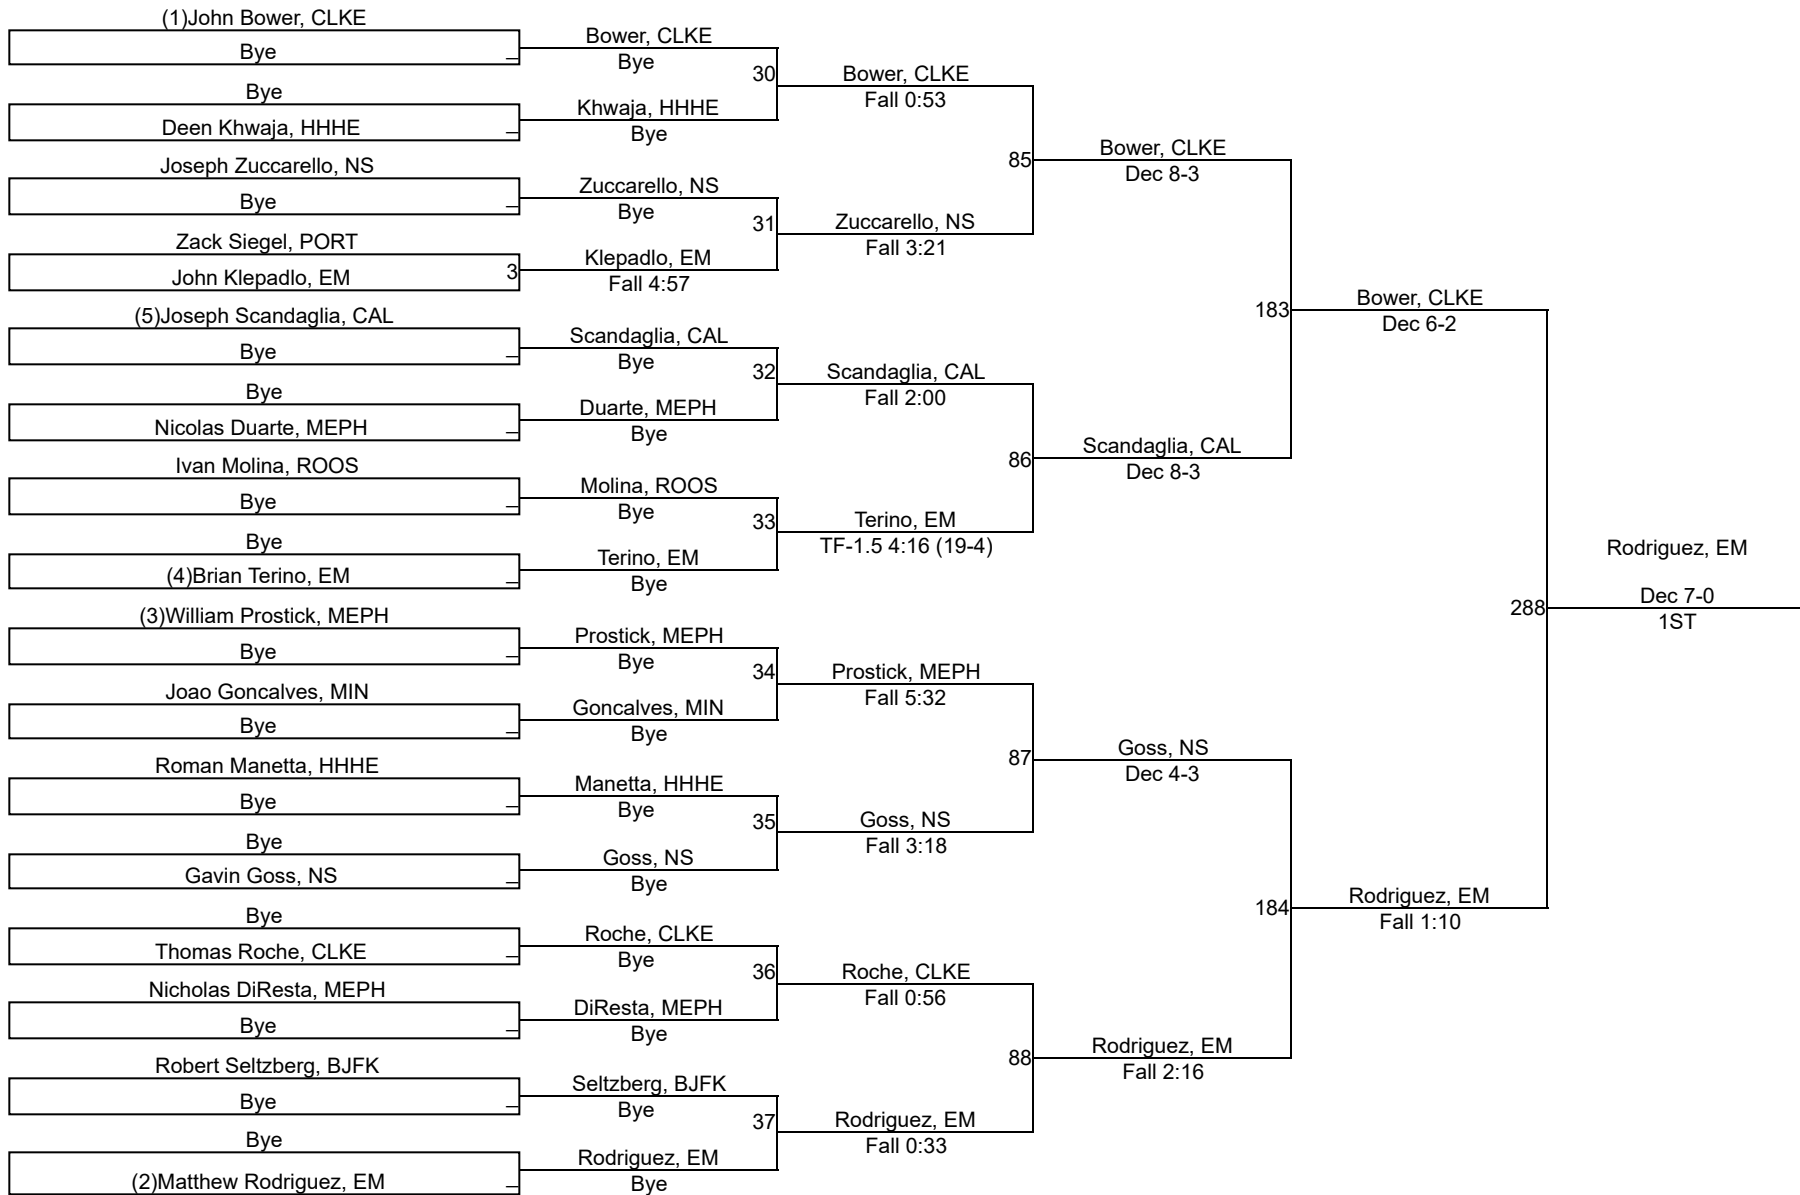 (1)John Bower, CLKE
Bye
Bye
Deen Khwaja, HHHE
Joseph Zuccarello, NS
Bye
Zack Siegel, PORT
John Klepadlo, EM
3
(5)Joseph Scandaglia, CAL
Bye
Bye
Nicolas Duarte, MEPH
Ivan Molina, ROOS
Bye
Bye
(4)Brian Terino, EM
(3)William Prostick, MEPH
Bye
Joao Goncalves, MIN
Bye
Roman Manetta, HHHE
Bye
Bye
Gavin Goss, NS
Bye
Thomas Roche, CLKE
Nicholas DiResta, MEPH
Bye
Robert Seltzberg, BJFK
Bye
Bye
(2)Matthew Rodriguez, EM
Bower, CLKE
Bye
30
Khwaja, HHHE
Bye
Zuccarello, NS
Bye
31
Klepadlo, EM
Fall 4:57
Scandaglia, CAL
Bye
32
Duarte, MEPH
Bye
Molina, ROOS
Bye
33
Terino, EM
Bye
Prostick, MEPH
Bye
34
Goncalves, MIN
Bye
Manetta, HHHE
Bye
35
Goss, NS
Bye
Roche, CLKE
Bye
36
DiResta, MEPH
Bye
Seltzberg, BJFK
Bye
37
Rodriguez, EM
Bye
Bower, CLKE
Fall 0:53
85
Zuccarello, NS
Fall 3:21
Scandaglia, CAL
Fall 2:00
86
Terino, EM
TF-1.5 4:16 (19-4)
Prostick, MEPH
Fall 5:32
87
Goss, NS
Fall 3:18
Roche, CLKE
Fall 0:56
88
Rodriguez, EM
Fall 0:33
Bower, CLKE
Dec 8-3
183
Scandaglia, CAL
Dec 8-3
Goss, NS
Dec 4-3
184
Rodriguez, EM
Fall 2:16
Bower, CLKE
Dec 6-2
288
Rodriguez, EM
Fall 1:10
Rodriguez, EM
Dec 7-0
1ST